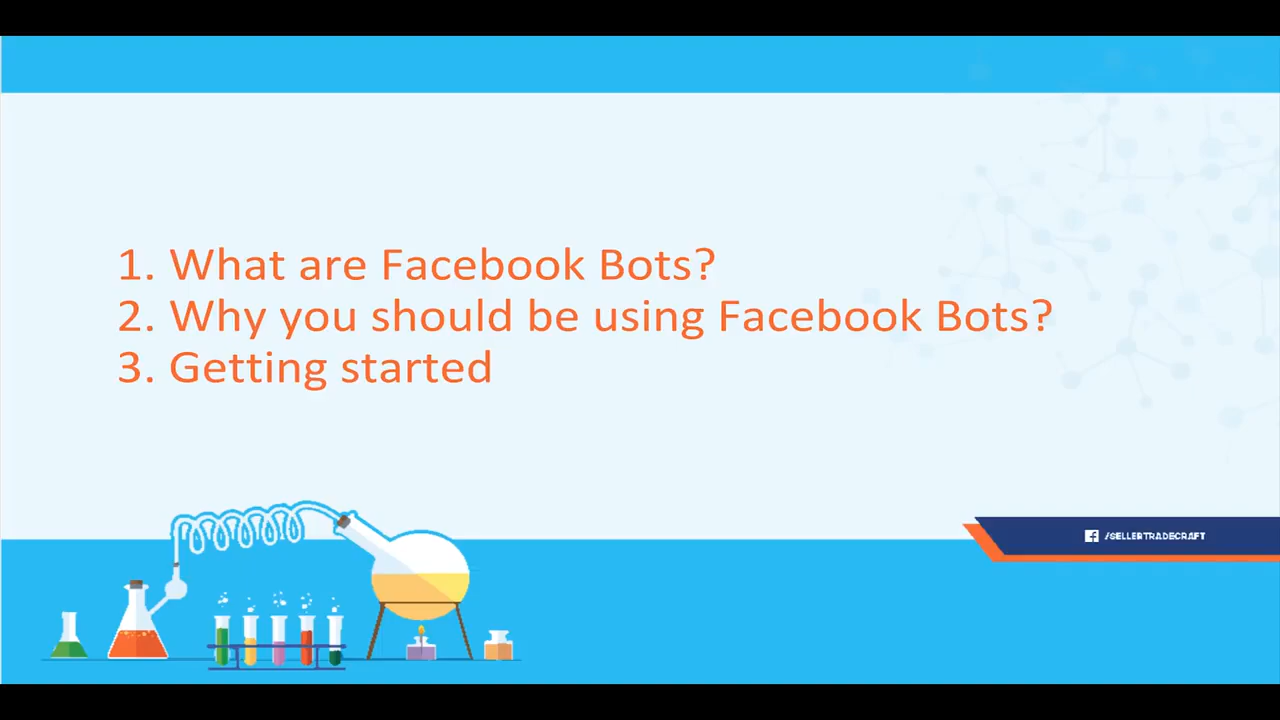 1. What are Facebook Bots?
2. Why you should be using Facebook Bots?
3. Getting started
/SELLERTRADECRAFT